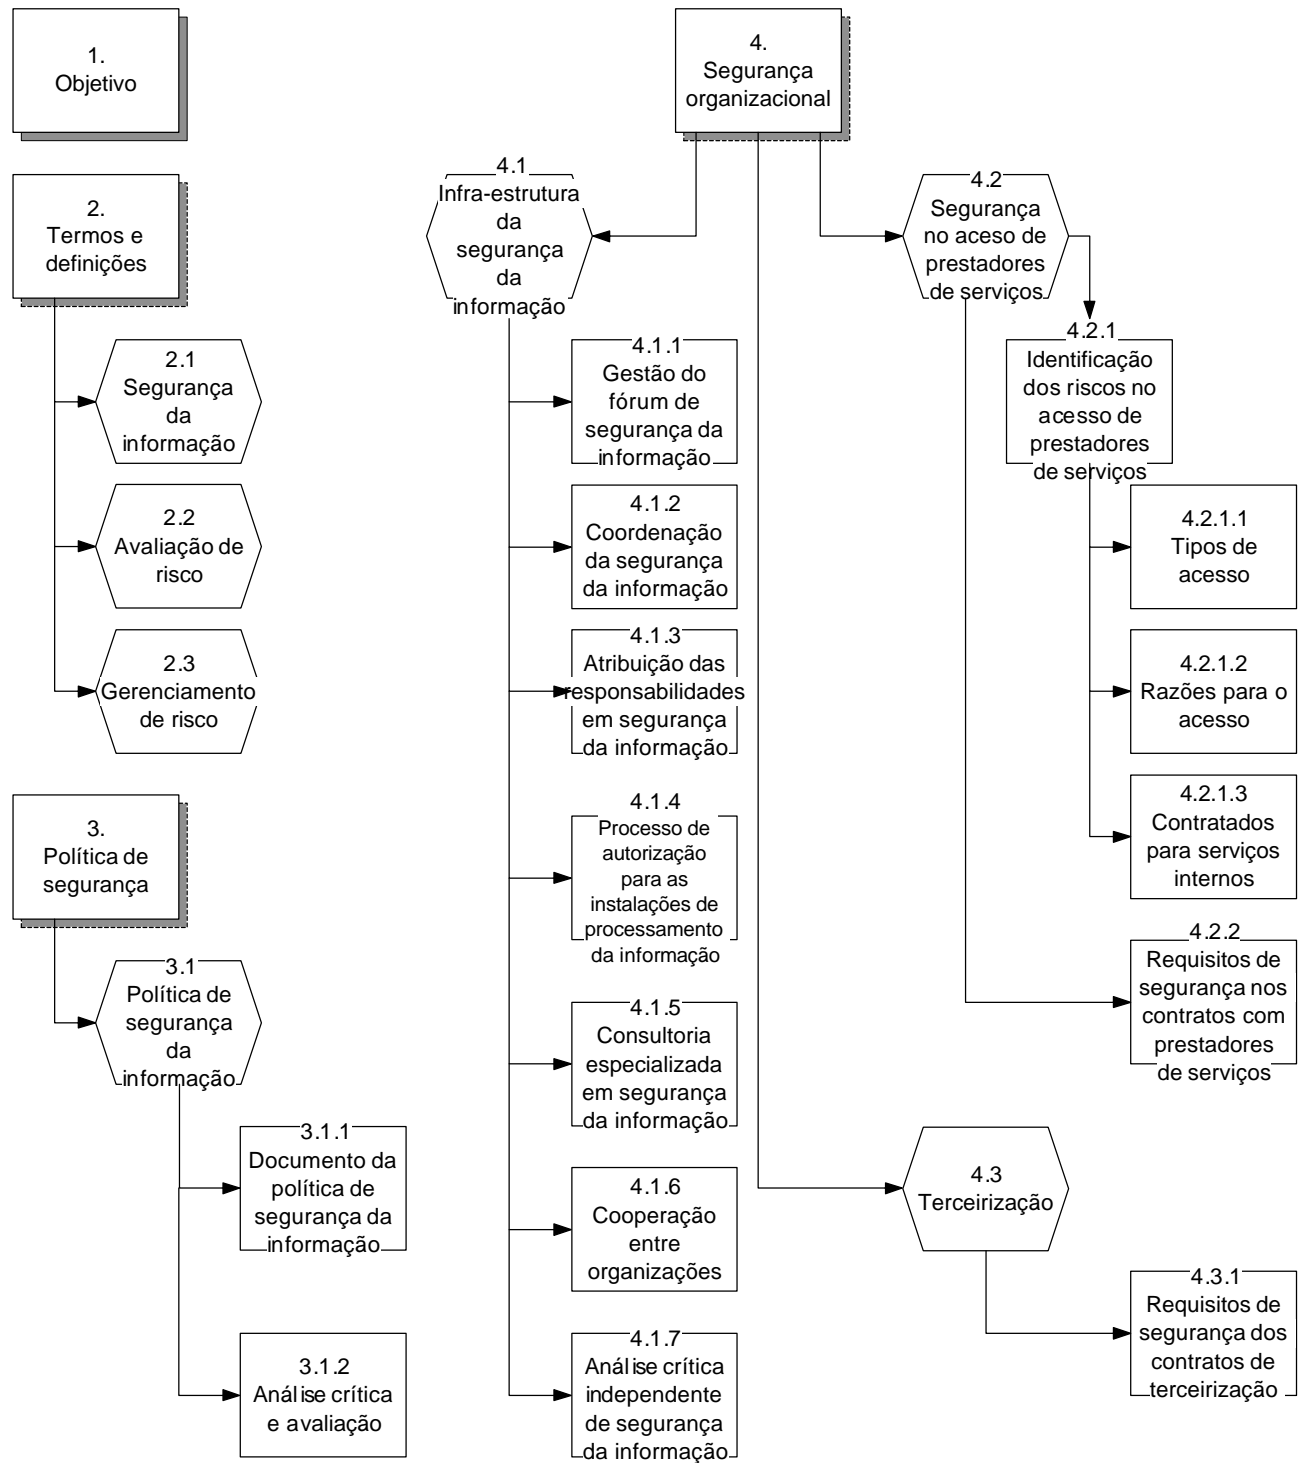 1.
Objetivo
2.
Termos e
definições
2.1
Segurança
da
informação
2.2
Avaliação de
risco
2.3
Gerenciamento
de risco
3.
Política de
segurança
3.1
Política de
segurança
da
informação
3.1.1
Documento da
política de
segurança da
informação
3.1.2
Análise crítica
e avaliação
4.
Segurança
organizacional
4.1
Infra-estrutura
da
segurança
da
informação
4.1.1
Gestão do
fórum de
segurança da
informação
4.1.2
Coordenação
da segurança
da informação
4.1.3
Atribuição das
responsabilidades
em segurança
da informação
4.1.4
Processo de
autorização
para as
instalações de
processamento
da informação
4.1.5
Consultoria
especializada
em segurança
da informação
4.1.6
Cooperação
entre
organizações
4.1.7
Análise crítica
independente
de segurança
da informação
4.2
Segurança
no aceso de
prestadores
de serviços
4.2.1
Identificação
dos riscos no
acesso de
prestadores
de serviços
4.2.1.1
Tipos de
acesso
4.2.1.2
Razões para o
acesso
4.2.1.3
Contratados
para serviços
internos
4.2.2
Requisitos de
segurança nos
contratos com
prestadores
de serviços
4.3
Terceirização
4.3.1
Requisitos de
segurança dos
contratos de
terceirização